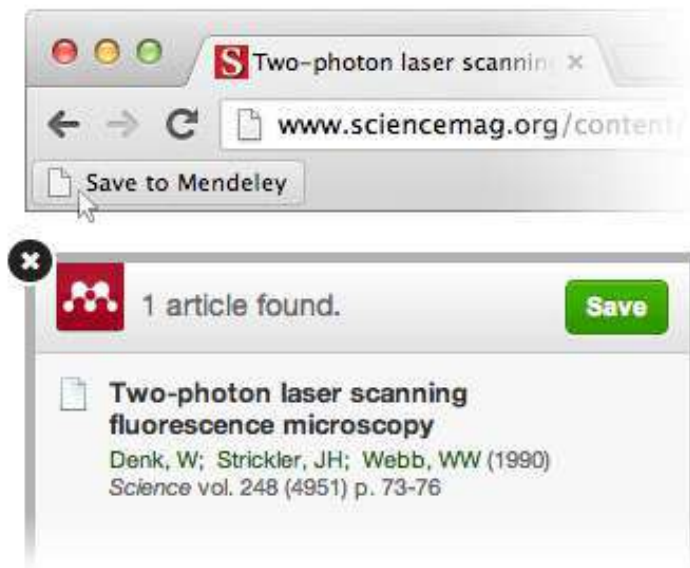 S Two-photon laser scannin
www.sciencemag.org/content/
Save to Mendeley
1 article found.
Save
Two-photon laser scanning
fluorescence microscopy
Denk, W; Strickler, JH; Webb, WW (1990)
Science vol. 248 (4951) p. 73-76